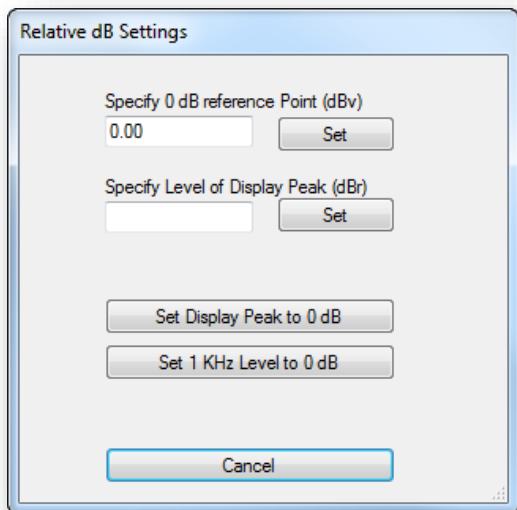 Relative dB Settings
Specify 0 dB reference Point (dBv)
0.00
Set
Specify Level of Display Peak (dBr)
Set
Set Display Peak to 0 dB
Set 1 KHz Level to 0 dB
Cancel